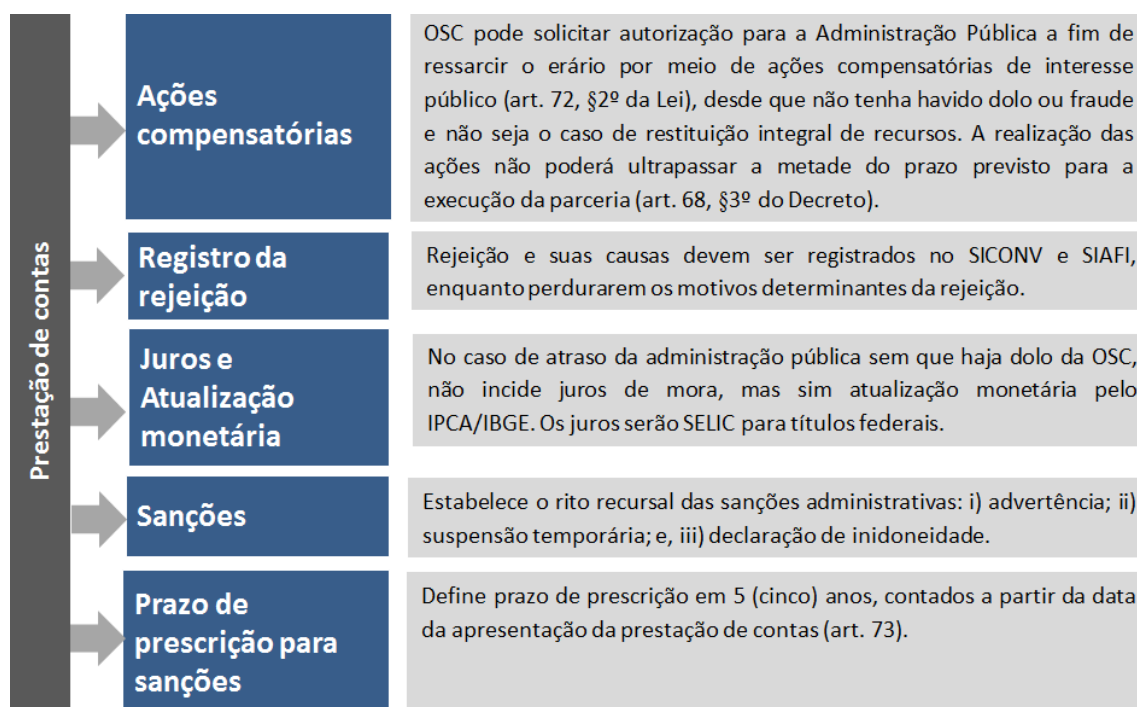 Prestação de contas
Ações
compensatórias
OSC pode solicitar autorização para a Administração Pública a fim de
ressarcir o erário por meio de ações compensatórias de interesse
público (art. 72, §2º da Lei), desde que não tenha havido dolo ou fraude
e não seja o caso de restituição integral de recursos. A realização das
ações não poderá ultrapassar a metade do prazo previsto para a
execução da parceria (art. 68, §3º do Decreto).
Registro da
rejeição
Rejeição e suas causas devem ser registrados no SICONV e SIAFI,
enquanto perdurarem os motivos determinantes da rejeição.
Juros e
Atualização
monetária
No caso de atraso da administração pública sem que haja dolo da OSC,
não incide juros de mora, mas sim atualização monetária pelo
IPCA/IBGE. Os juros serão SELIC para títulos federais.
Sanções
Estabelece o rito recursal das sanções administrativas: i) advertência; ii)
suspensão temporária; e, iii) declaração de inidoneidade.
Prazo de
prescrição para
sanções
Define prazo de prescrição em 5 (cinco) anos, contados a partir da data
da apresentação da prestação de contas (art. 73).